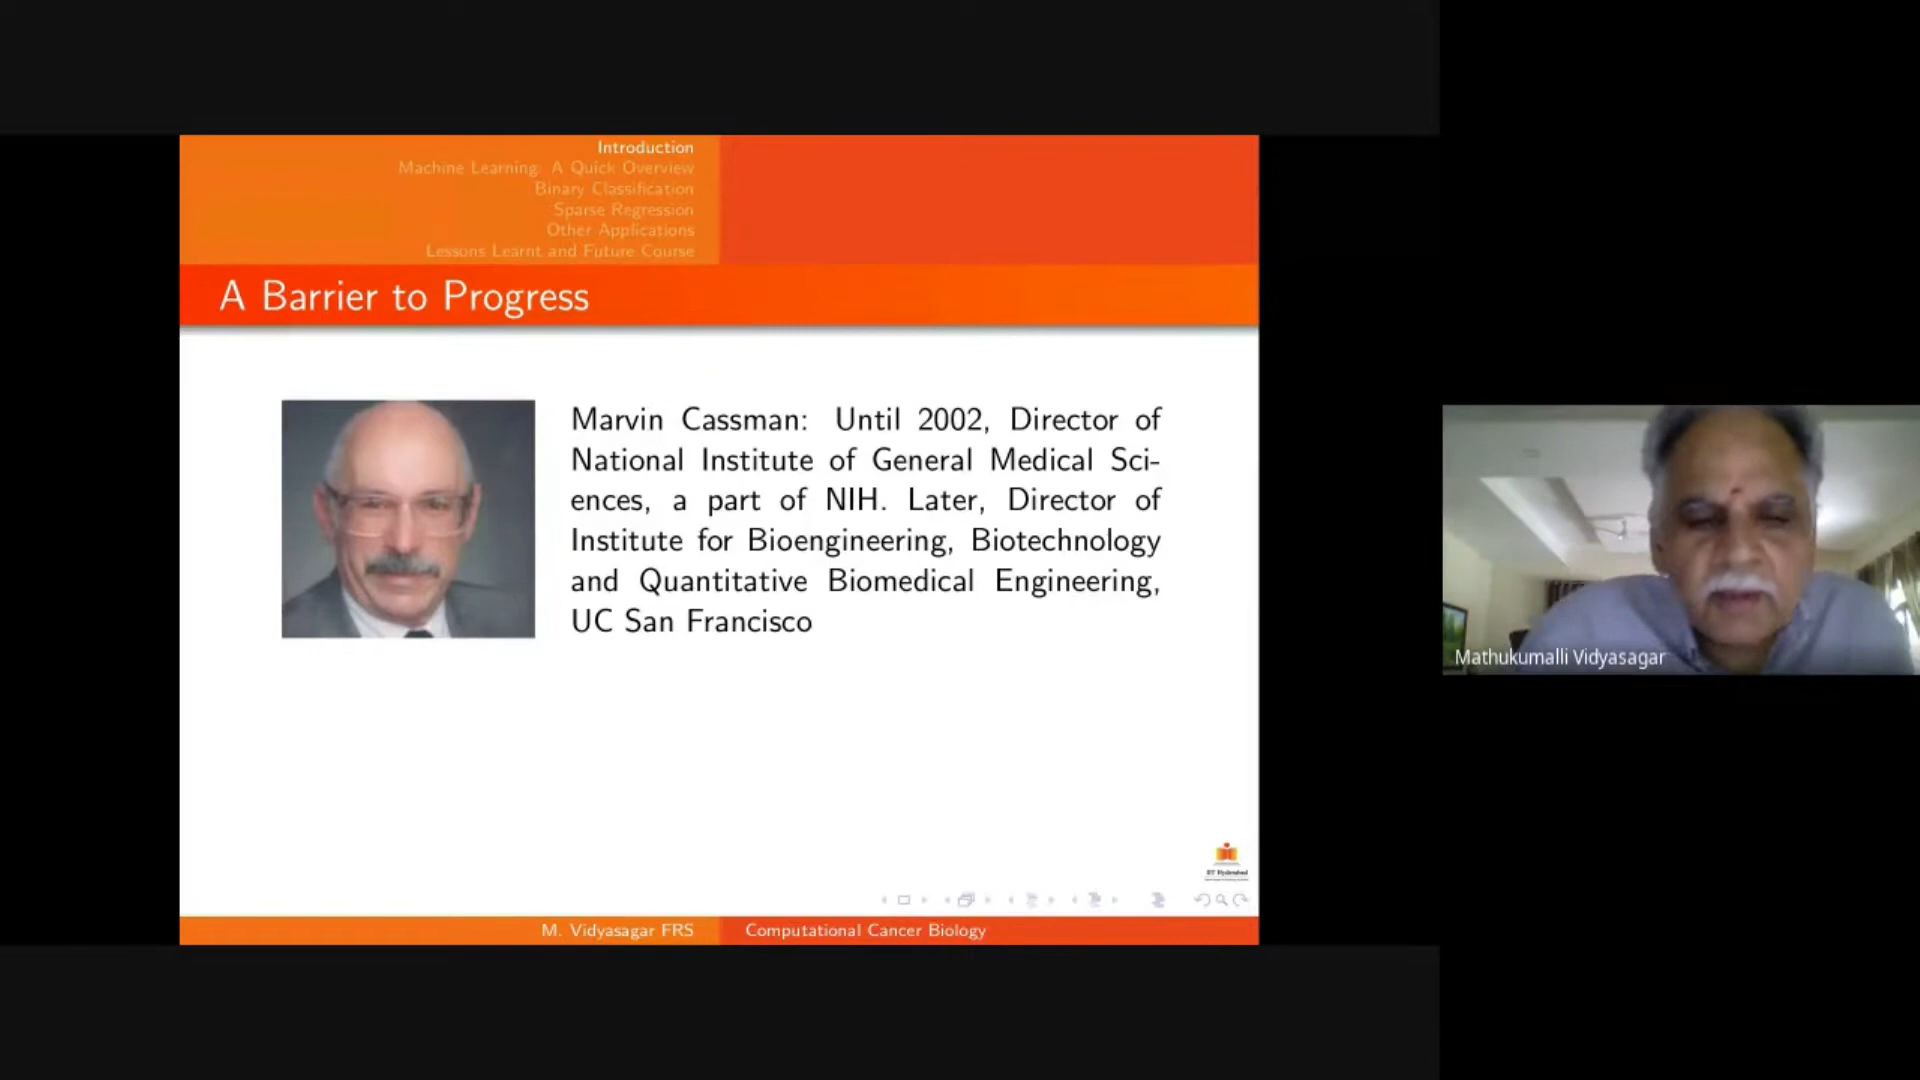 Introduction
Machine Learning: A Quick Overview
Binary Classification
Sparse Regression
Other Applications
Lessons Learnt and Future Course
A Barrier to Progress
Marvin Cassman: Until 2002, Director of
National Institute of General Medical Sci-
ences, a part of NIH. Later, Director of
Institute for Bioengineering, Biotechnology
and Quantitative Biomedical Engineering,
UC San Francisco
Mathukumalli Vidyasagar
IIT Hyderabad
M. Vidyasagar FRS
Computational Cancer Biology